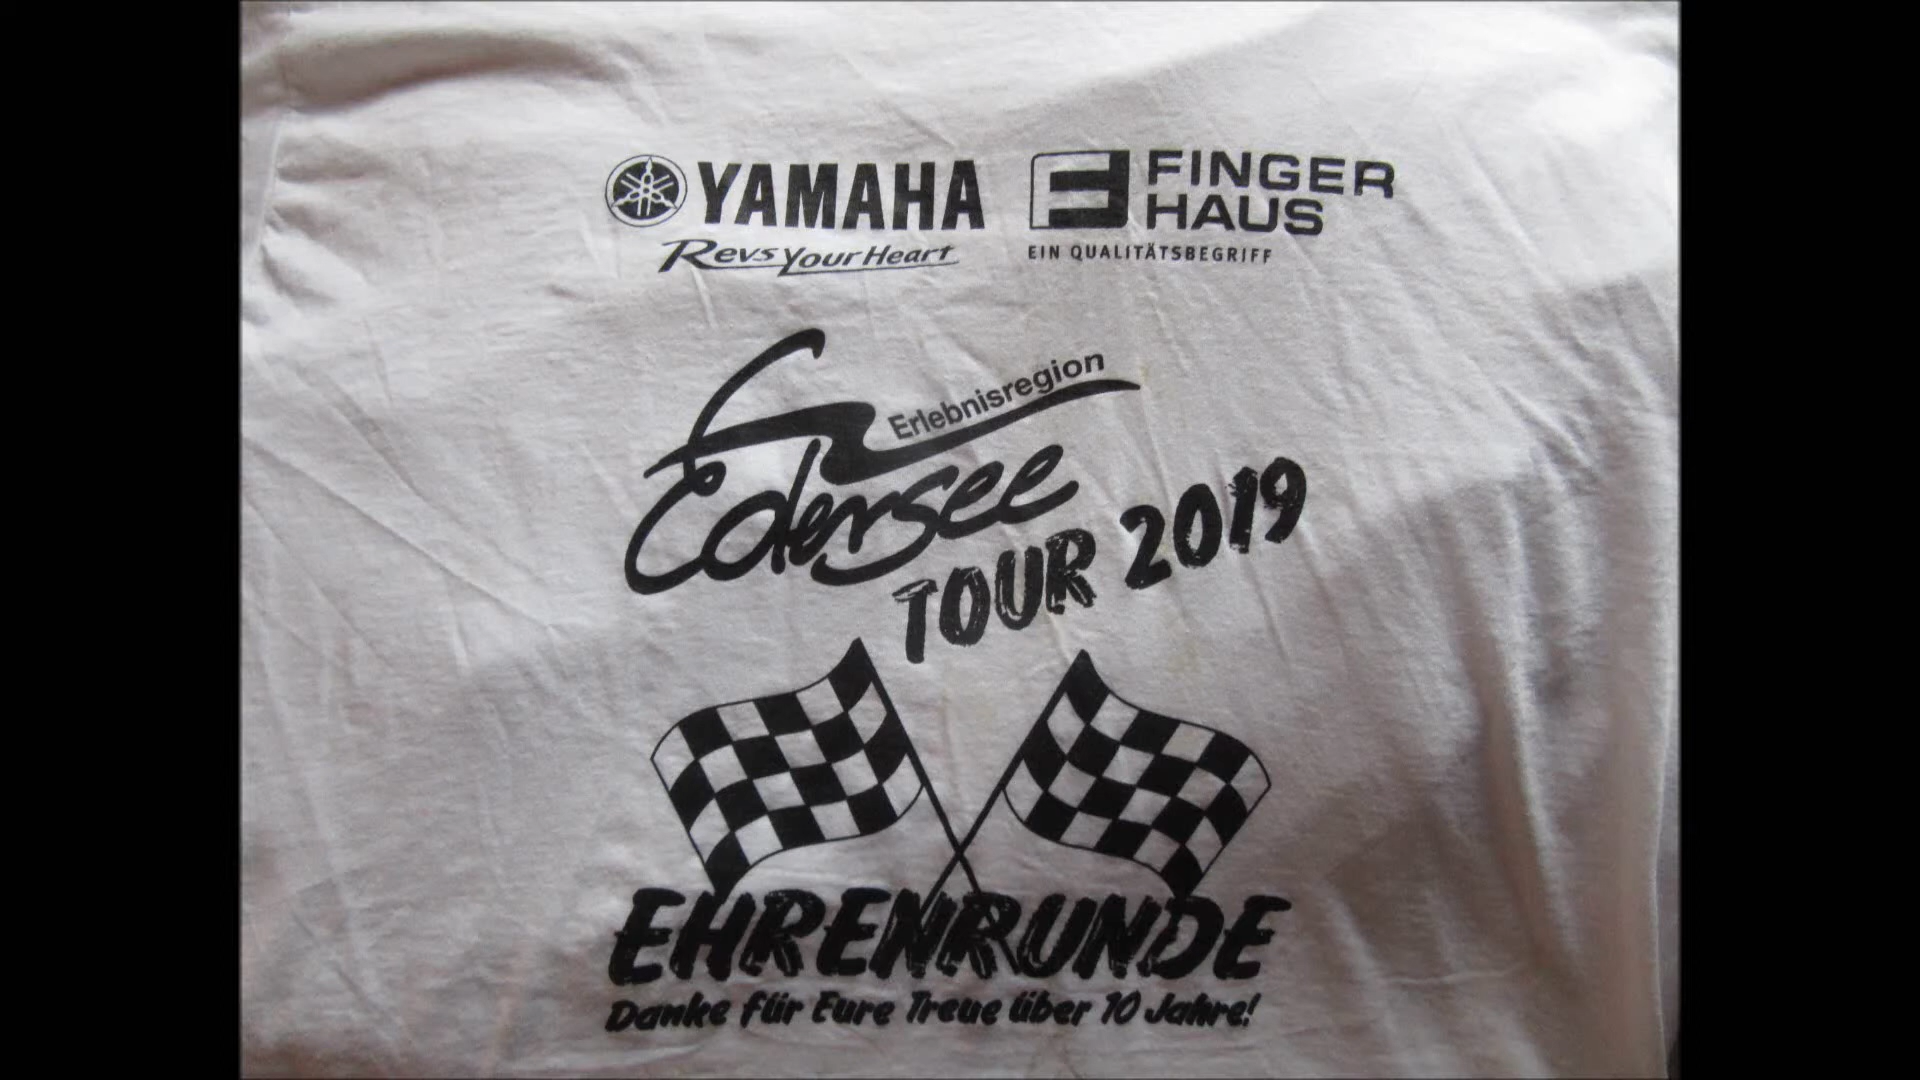 YAMAHA
Revs Your Heart
FINGER
HAUS
EIN QUALITÄTSBEGRIFF
Erlebnisregion
Edersee
TOUR 2019
EHRENRUNDE
Danke für Eure Treue über 10 Jahre!